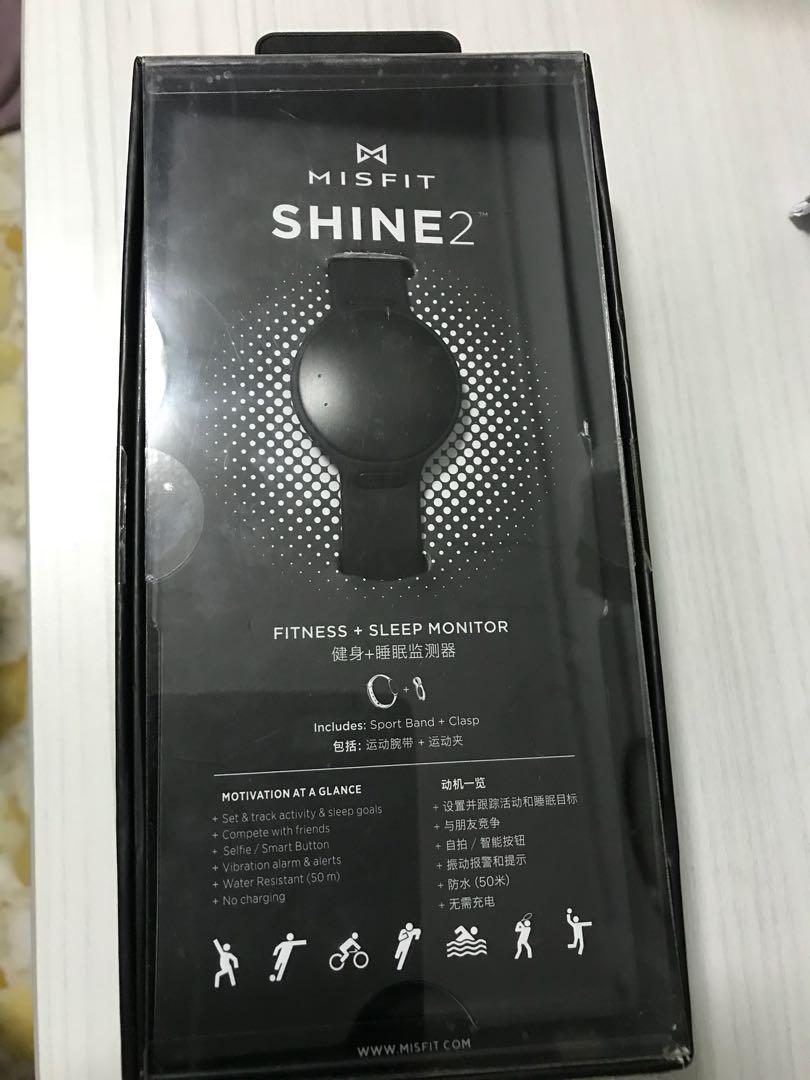 MISFIT
SHINE2™
FITNESS + SLEEP MONITOR
健身+睡眠监测器
+
Includes: Sport Band + Clasp
包括: 运动腕带 + 运动夹
MOTIVATION AT A GLANCE
+ Set & track activity & sleep goals
+ Compete with friends
+ Selfie / Smart Button
+ Vibration alarm & alerts
+ Water Resistant (50 m)
+ No charging
动机一览
+ 设置并跟踪活动和睡眠目标
+ 与朋友竞争
+ 自拍 / 智能按钮
+ 振动报警和提示
+ 防水 (50米)
+ 无需充电
WWW.MISFIT.COM